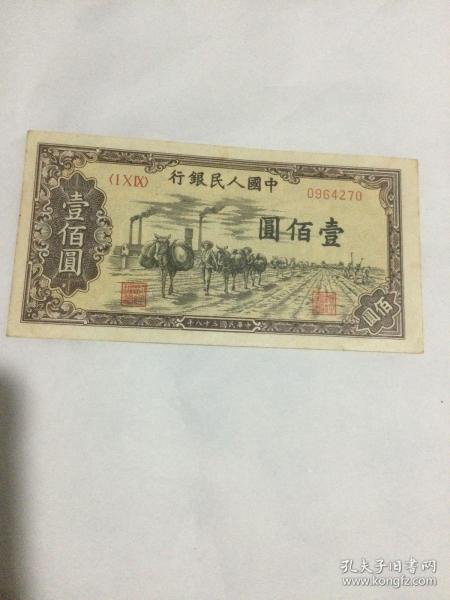 中國人民銀行
〈IXⅨ〉
0964270
壹佰圓
壹佰圓
佰圓
中華民國三十八年
孔夫子旧书网
www.kongfz.com